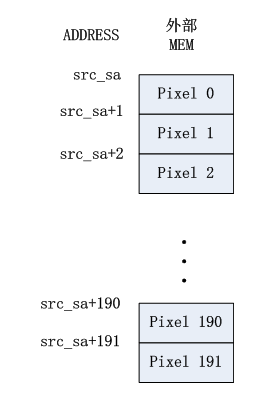 ADDRESS
外部
MEM
src_sa
Pixel 0
src_sa+1
Pixel 1
src_sa+2
Pixel 2
src_sa+190
Pixel 190
src_sa+191
Pixel 191